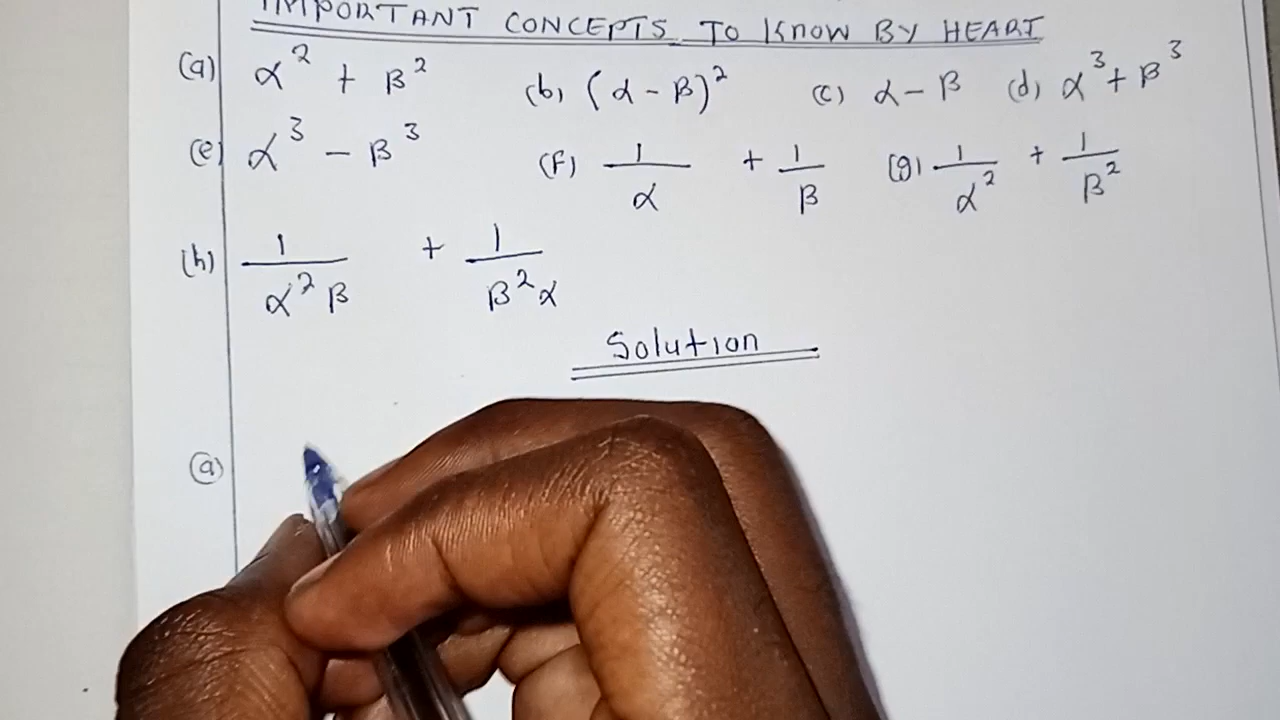 IMPORTANT CONCEPTS TO KNOW BY HEART
(a) α² + β² (b) (α - β)² (c) α - β (d) α³ + β³
(e) α³ - β³ (f) 1/α + 1/β (g) 1/α² + 1/β²
(h) 1/α²β + 1/β²α
Solution
(a)